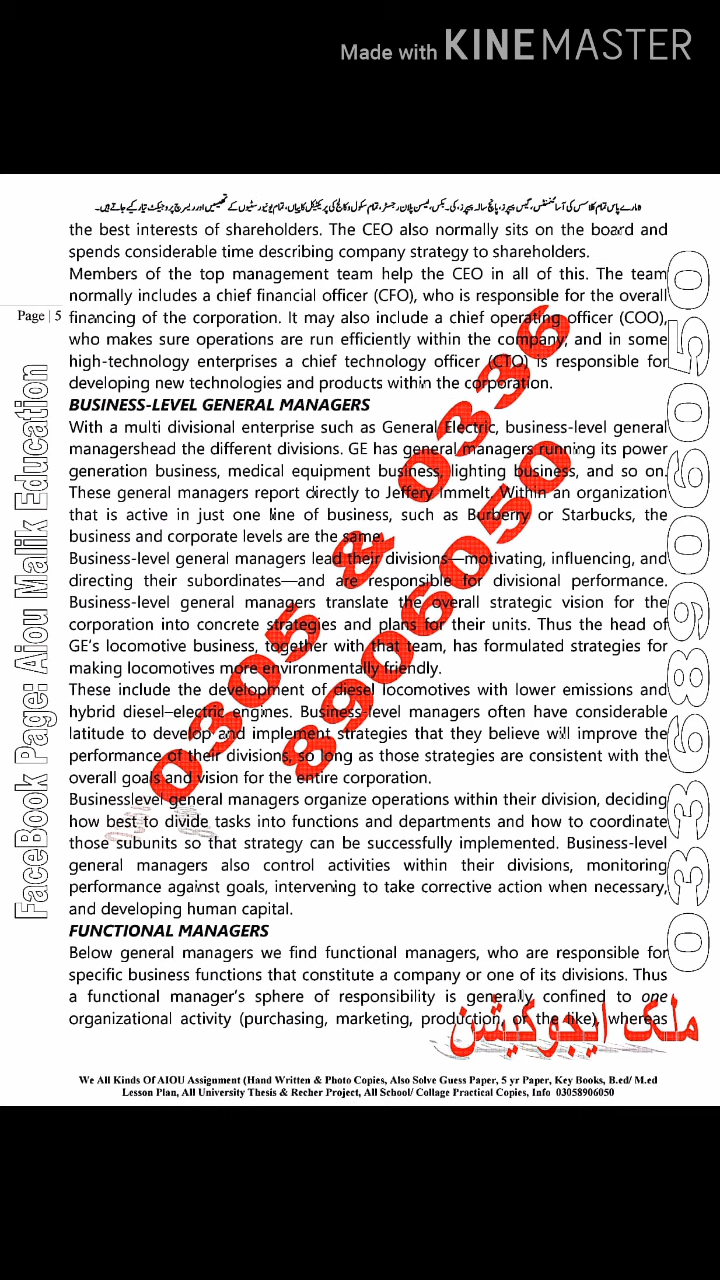 Made with KINEMASTER
ہمارے پاس تمام کلاسس کی آسائنمنٹس، گیس پیپرز، پانچ سالہ پیپرز، کی۔بکس، لیسن پلان رجسٹر، تمام سکول و کالج کی پریکٹیکل کاپیاں، تمام یونیورسٹیوں کے تھیسیس اور ریسرچ پروجیکٹ تیار کیے جاتے ہیں۔
the best interests of shareholders. The CEO also normally sits on the board and
spends considerable time describing company strategy to shareholders.
Members of the top management team help the CEO in all of this. The team
normally includes a chief financial officer (CFO), who is responsible for the overall
Page | 5
financing of the corporation. It may also include a chief operating officer (COO),
who makes sure operations are run efficiently within the company, and in some
high-technology enterprises a chief technology officer (CTO) is responsible for
developing new technologies and products within the corporation.
BUSINESS-LEVEL GENERAL MANAGERS
With a multi divisional enterprise such as General Electric, business-level general
managershead the different divisions. GE has general managers running its power
generation business, medical equipment business, lighting business, and so on.
These general managers report directly to Jeffery Immelt. Within an organization
that is active in just one line of business, such as Burberry or Starbucks, the
business and corporate levels are the same.
Business-level general managers lead their divisions—motivating, influencing, and
directing their subordinates—and are responsible for divisional performance.
Business-level general managers translate the overall strategic vision for the
corporation into concrete strategies and plans for their units. Thus the head of
GE's locomotive business, together with that team, has formulated strategies for
making locomotives more environmentally friendly.
These include the development of diesel locomotives with lower emissions and
hybrid diesel–electric engines. Business-level managers often have considerable
latitude to develop and implement strategies that they believe will improve the
performance of their divisions, so long as those strategies are consistent with the
overall goals and vision for the entire corporation.
Businesslevel general managers organize operations within their division, deciding
how best to divide tasks into functions and departments and how to coordinate
those subunits so that strategy can be successfully implemented. Business-level
general managers also control activities within their divisions, monitoring
performance against goals, intervening to take corrective action when necessary,
and developing human capital.
FUNCTIONAL MANAGERS
Below general managers we find functional managers, who are responsible for
specific business functions that constitute a company or one of its divisions. Thus
a functional manager's sphere of responsibility is generally confined to one
organizational activity (purchasing, marketing, production, or the like), whereas
0305 & 0336
8906050
FaceBook Page: Aiou Malik Education
03368906050
ملک ایجوکیشن
We All Kinds Of AIOU Assignment (Hand Written & Photo Copies, Also Solve Guess Paper, 5 yr Paper, Key Books, B.ed/ M.ed
Lesson Plan, All University Thesis & Recher Project, All School/ Collage Practical Copies, Info 03058906050